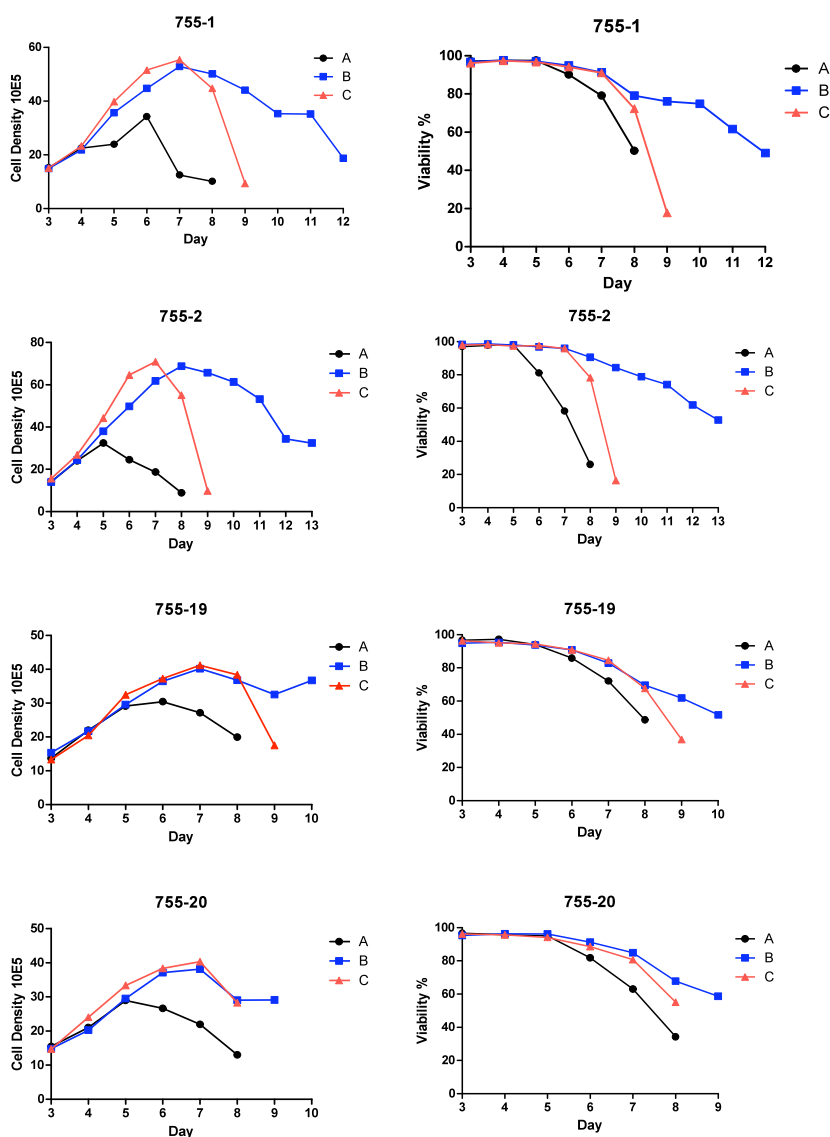 755-1
Cell Density 10E5
60
40
20
0
3 4 5 6 7 8 9 10 11 12
Day
A
B
C
755-1
Viability %
100
80
60
40
20
0
3 4 5 6 7 8 9 10 11 12
Day
A
B
C
755-2
Cell Density 10E5
80
60
40
20
0
3 4 5 6 7 8 9 10 11 12 13
Day
A
B
C
755-2
Viability %
100
80
60
40
20
0
3 4 5 6 7 8 9 10 11 12 13
Day
A
B
C
755-19
Cell Density 10E5
50
40
30
20
10
0
3 4 5 6 7 8 9 10
Day
A
B
C
755-19
Viability %
100
80
60
40
20
0
3 4 5 6 7 8 9 10
Day
A
B
C
755-20
Cell Density 10E5
50
40
30
20
10
0
3 4 5 6 7 8 9 10
Day
A
B
C
755-20
Viability %
100
80
60
40
20
0
3 4 5 6 7 8 9
Day
A
B
C